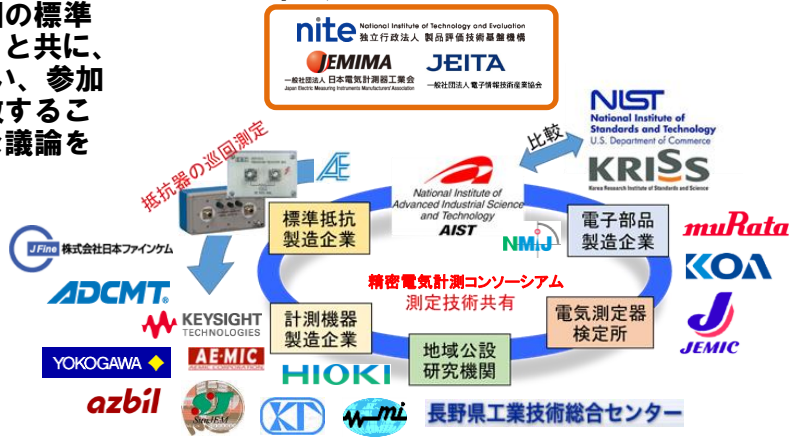 の標準
と共に、
い、参加
するこ
議論を
nite
National Institute of Technology and Evaluation
独立行政法人 製品評価技術基盤機構
JEMIMA
一般社団法人 日本電気計測器工業会
Japan Electric Measuring Instruments Manufacturers' Association
JEITA
一般社団法人 電子情報技術産業協会
抵抗器の巡回測定
比較
NIST
National Institute of
Standards and Technology
U.S. Department of Commerce
KRISS
Korea Research Institute of Standards and Science
National Institute of
Advanced Industrial Science
and Technology
AIST
NMIJ
標準抵抗
製造企業
電子部品
製造企業
muRata
KOA
JEMIC
JFine 株式会社日本ファインケム
ADCMT
KEYSIGHT
TECHNOLOGIES
YOKOGAWA
AE-MIC
AEMIC CORPORATION
azbil
精密電気計測コンソーシアム
測定技術共有
計測機器
製造企業
電気測定器
検定所
地域公設
研究機関
HIOKI
mi
長野県工業技術総合センター